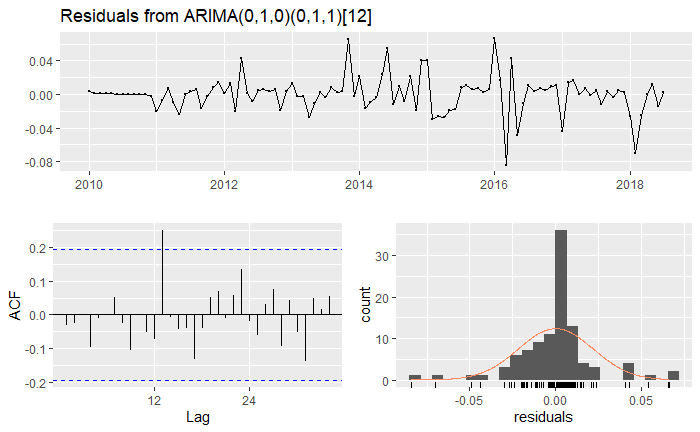 Residuals from ARIMA(0,1,0)(0,1,1)[12]
0.04
0.00
-0.04
-0.08
2010 2012 2014 2016 2018
ACF
0.2
0.1
0.0
-0.1
-0.2
12 24
Lag
count
30
20
10
0
-0.05 0.00 0.05
residuals